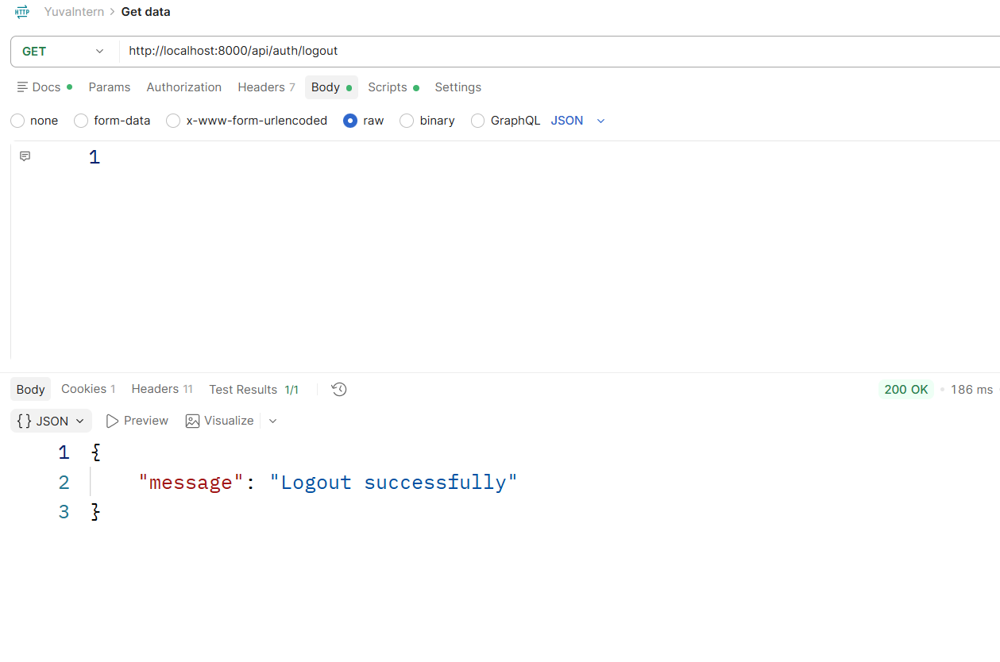 HTTP YuvaIntern > Get data
GET http://localhost:8000/api/auth/logout
Docs Params Authorization Headers 7 Body Scripts Settings
none form-data x-www-form-urlencoded raw binary GraphQL JSON
1
Body Cookies 1 Headers 11 Test Results 1/1 200 OK 186 ms
{} JSON Preview Visualize
1 {
2 "message": "Logout successfully"
3 }